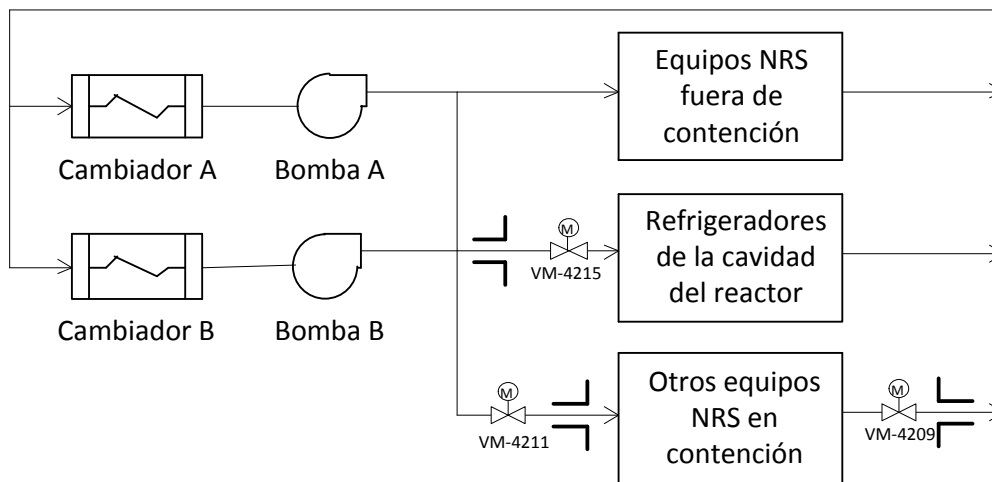 Equipos NRS
fuera de
contención
Cambiador A
Bomba A
M
VM-4215
Refrigeradores
de la cavidad
del reactor
Cambiador B
Bomba B
M
VM-4211
Otros equipos
NRS en
contención
M
VM-4209